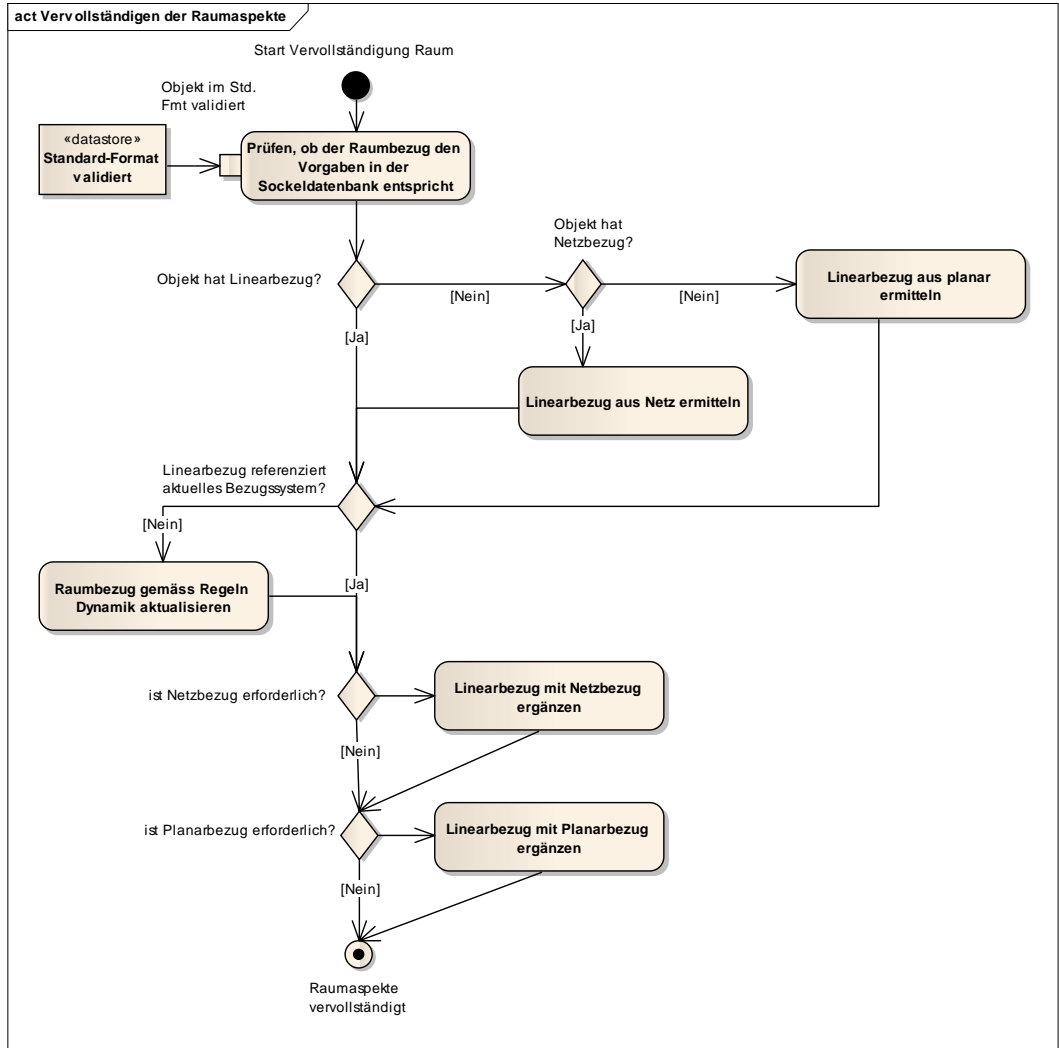 act Vervollständigen der Raumaspekte
Start Vervollständigung Raum
Objekt im Std.
Fmt validiert
«datastore»
Standard-Format
validiert
Prüfen, ob der Raumbezug den
Vorgaben in der
Sockeldatenbank entspricht
Objekt hat
Netzbezug?
Objekt hat Linearbezug?
[Nein]
[Nein]
Linearbezug aus planar
ermitteln
[Ja]
[Ja]
Linearbezug aus Netz ermitteln
Linearbezug referenziert
aktuelles Bezugssystem?
[Nein]
[Ja]
Raumbezug gemäss Regeln
Dynamik aktualisieren
ist Netzbezug erforderlich?
Linearbezug mit Netzbezug
ergänzen
[Nein]
ist Planarbezug erforderlich?
Linearbezug mit Planarbezug
ergänzen
[Nein]
Raumaspekte
vervollständigt